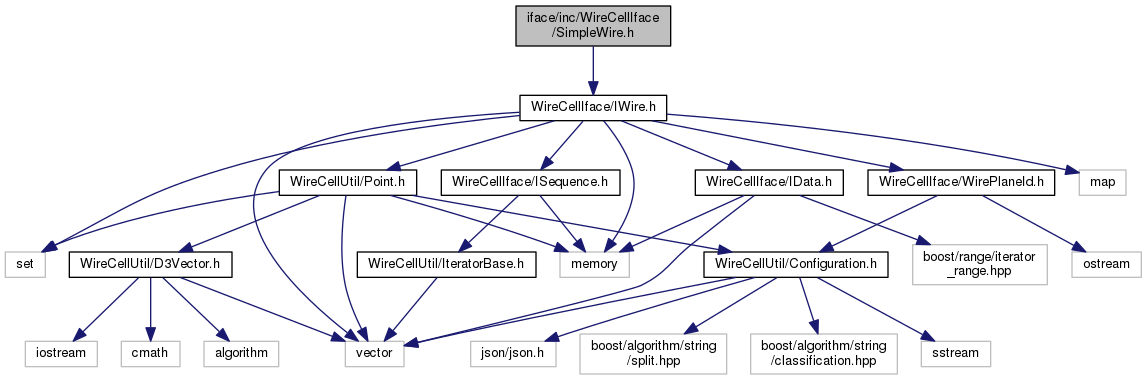 iface/inc/WireCellIface
/SimpleWire.h
WireCellIface/IWire.h
WireCellUtil/Point.h
WireCellIface/ISequence.h
WireCellIface/IData.h
WireCellIface/WirePlaneId.h
map
set
WireCellUtil/D3Vector.h
WireCellUtil/IteratorBase.h
memory
WireCellUtil/Configuration.h
boost/range/iterator
_range.hpp
ostream
iostream
cmath
algorithm
vector
json/json.h
boost/algorithm/string
/split.hpp
boost/algorithm/string
/classification.hpp
sstream